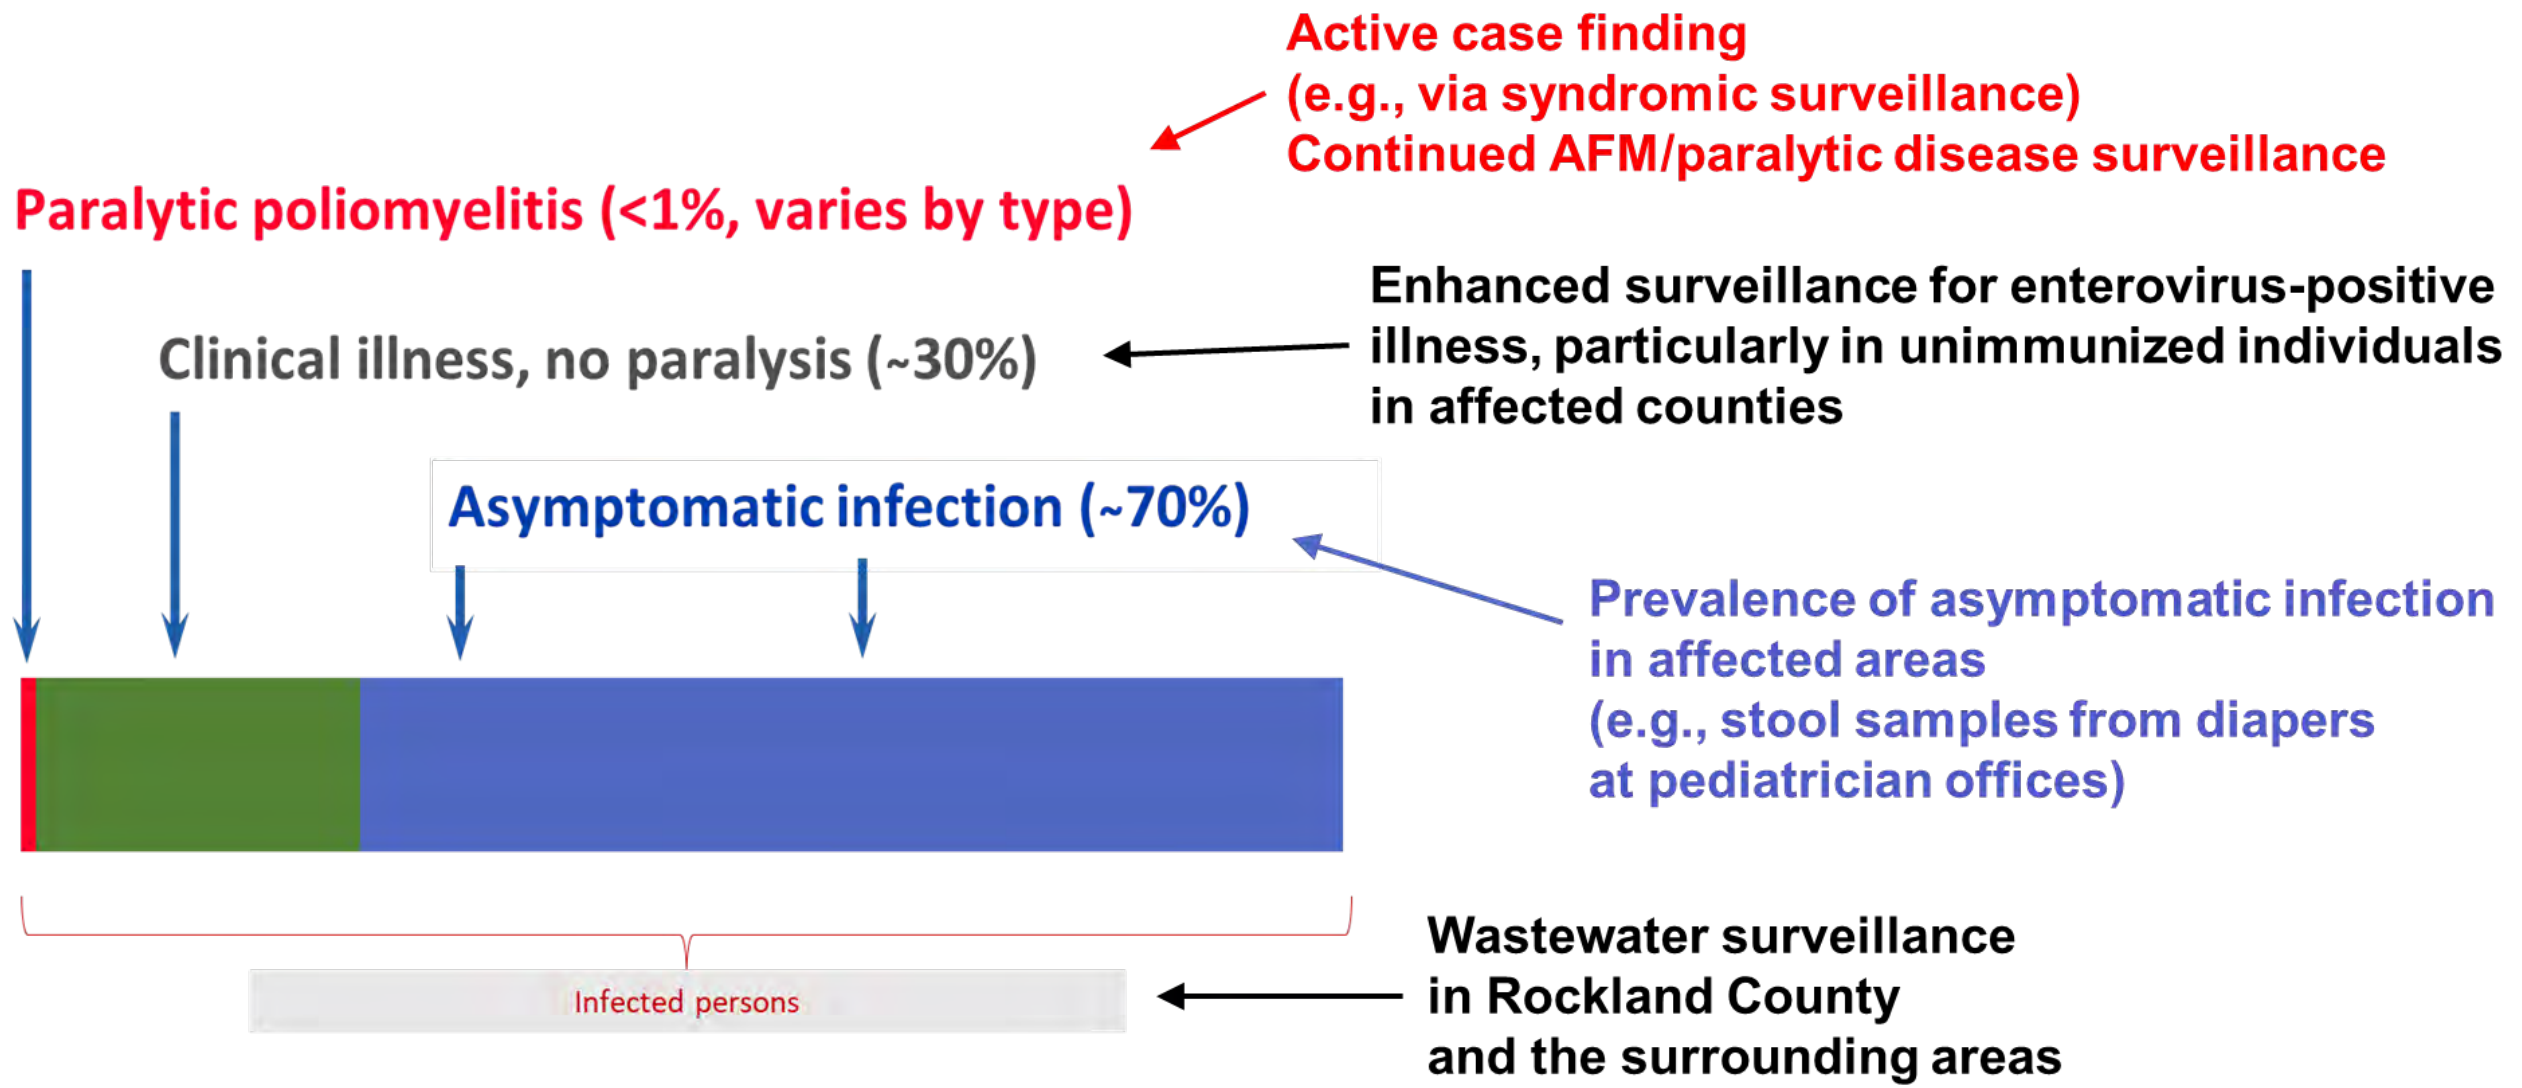 Active case finding
(e.g., via syndromic surveillance)
Continued AFM/paralytic disease surveillance
Paralytic poliomyelitis (<1%, varies by type)
Enhanced surveillance for enterovirus-positive
illness, particularly in unimmunized individuals
in affected counties
Clinical illness, no paralysis (~30%)
Asymptomatic infection (~70%)
Prevalence of asymptomatic infection
in affected areas
(e.g., stool samples from diapers
at pediatrician offices)
Infected persons
Wastewater surveillance
in Rockland County
and the surrounding areas